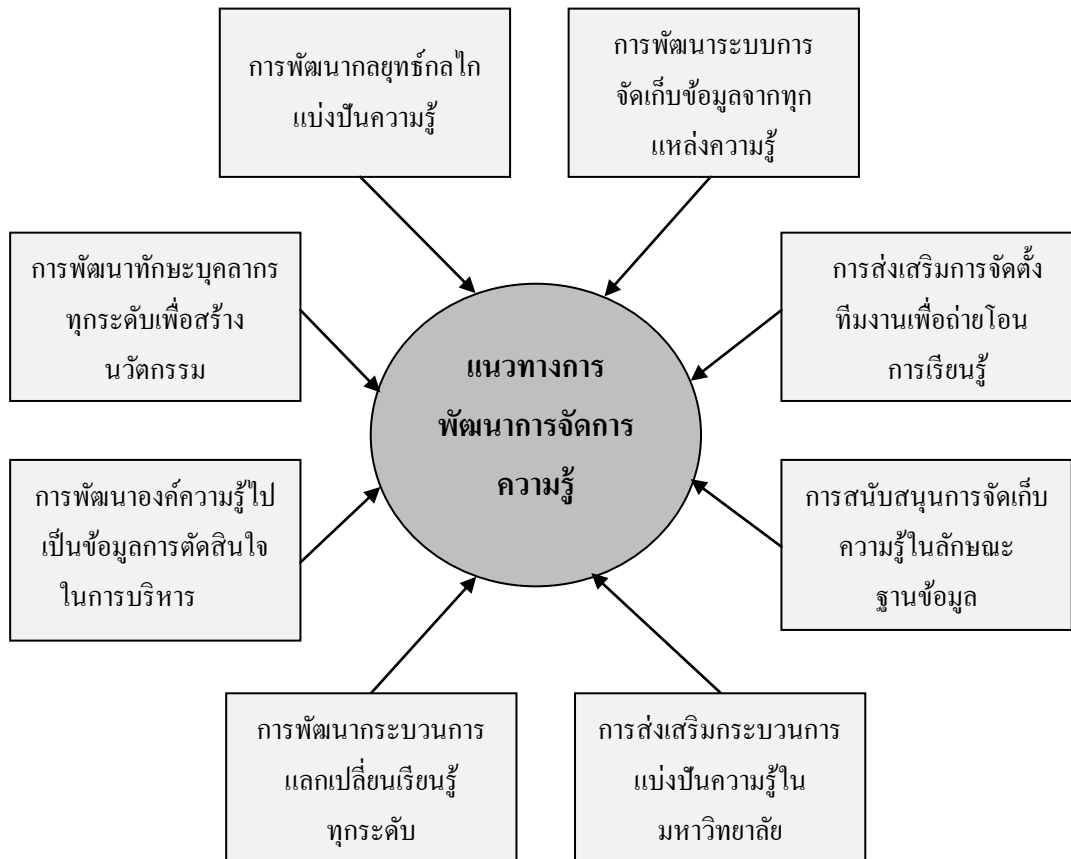 การพัฒนากลยุทธ์กลไก
แบ่งปันความรู้
การพัฒนาระบบการ
จัดเก็บข้อมูลจากทุก
แหล่งความรู้
การพัฒนาทักษะบุคลากร
ทุกระดับเพื่อสร้าง
นวัตกรรม
การส่งเสริมการจัดตั้ง
ทีมงานเพื่อถ่ายโอน
การเรียนรู้
แนวทางการ
พัฒนาการจัดการ
ความรู้
การพัฒนาองค์ความรู้ไป
เป็นข้อมูลการตัดสินใจ
ในการบริหาร
การสนับสนุนการจัดเก็บ
ความรู้ในลักษณะ
ฐานข้อมูล
การพัฒนากระบวนการ
แลกเปลี่ยนเรียนรู้
ทุกระดับ
การส่งเสริมกระบวนการ
แบ่งปันความรู้ใน
มหาวิทยาลัย